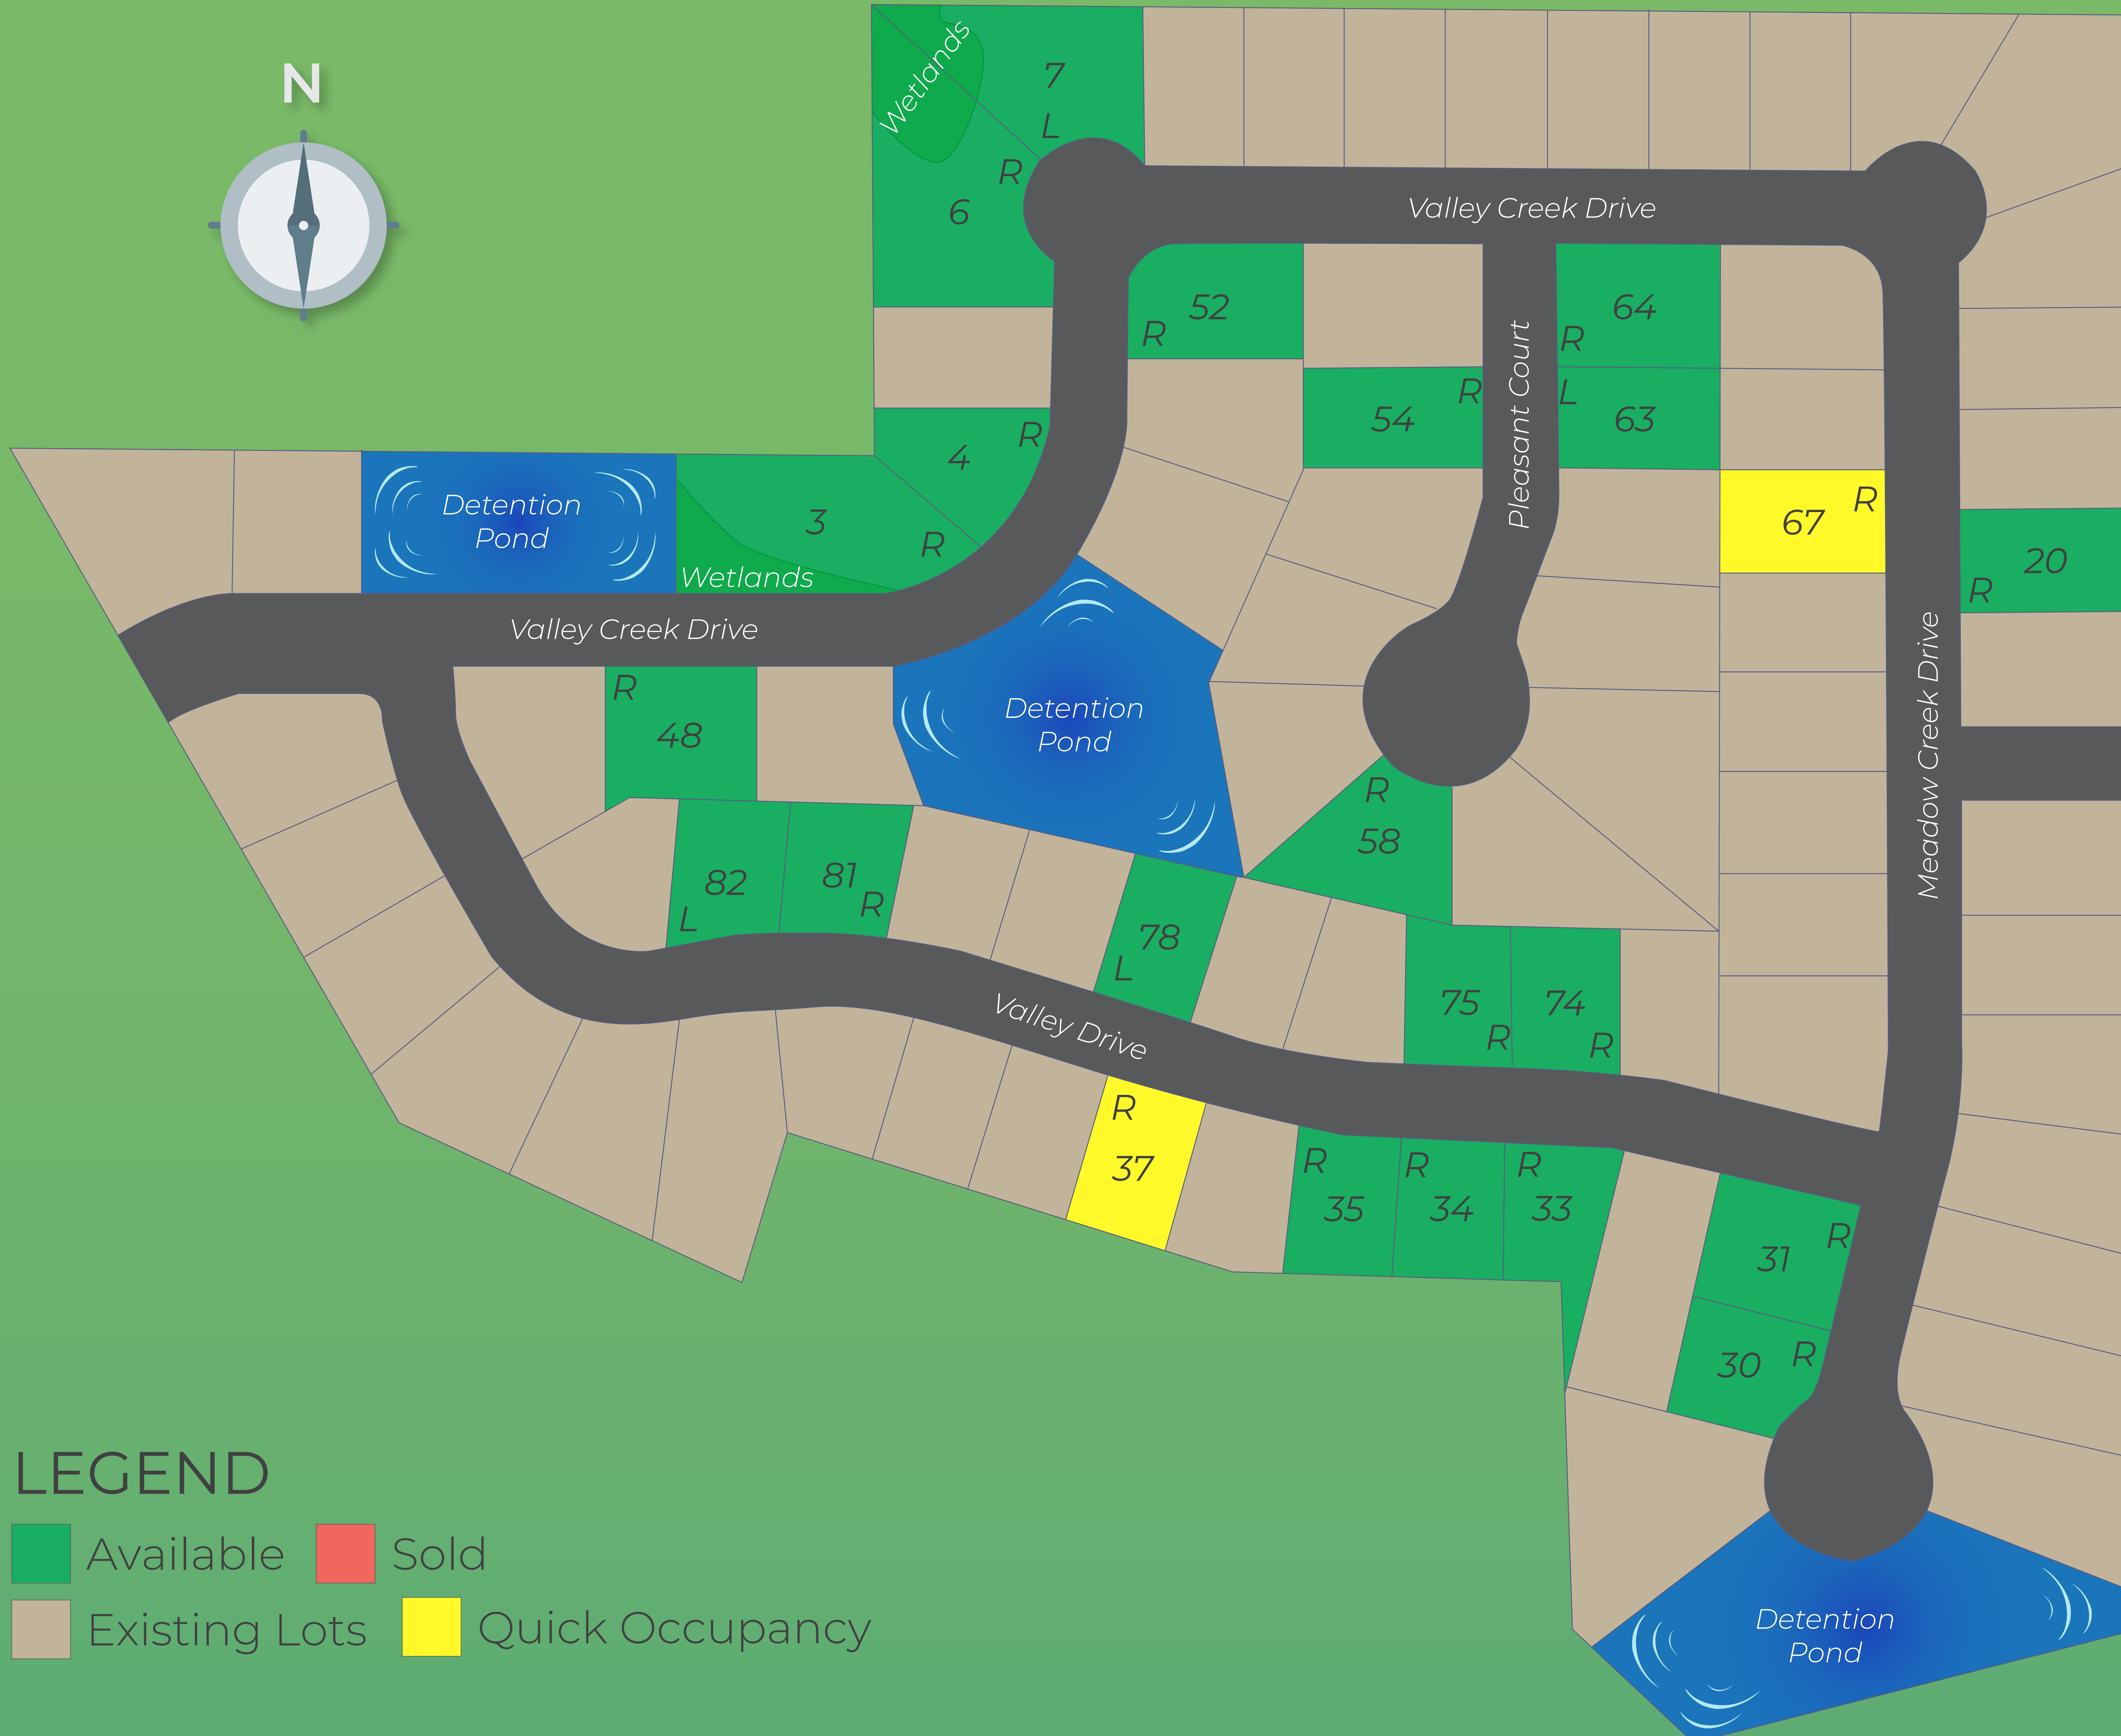 Wetlands
7
L
N
R
6
Valley Creek Drive
52
R
64
R
Pleasant Court
54
R
L
63
4
R
67
R
3
R
Detention
Pond
Wetlands
20
R
Valley Creek Drive
R
48
Detention
Pond
Meadow Creek Drive
R
58
82
L
81
R
78
L
75
R
74
R
Valley Drive
R
37
R
35
R
34
R
33
31
R
30
R
LEGEND
Available
Sold
Existing Lots
Quick Occupancy
Detention
Pond